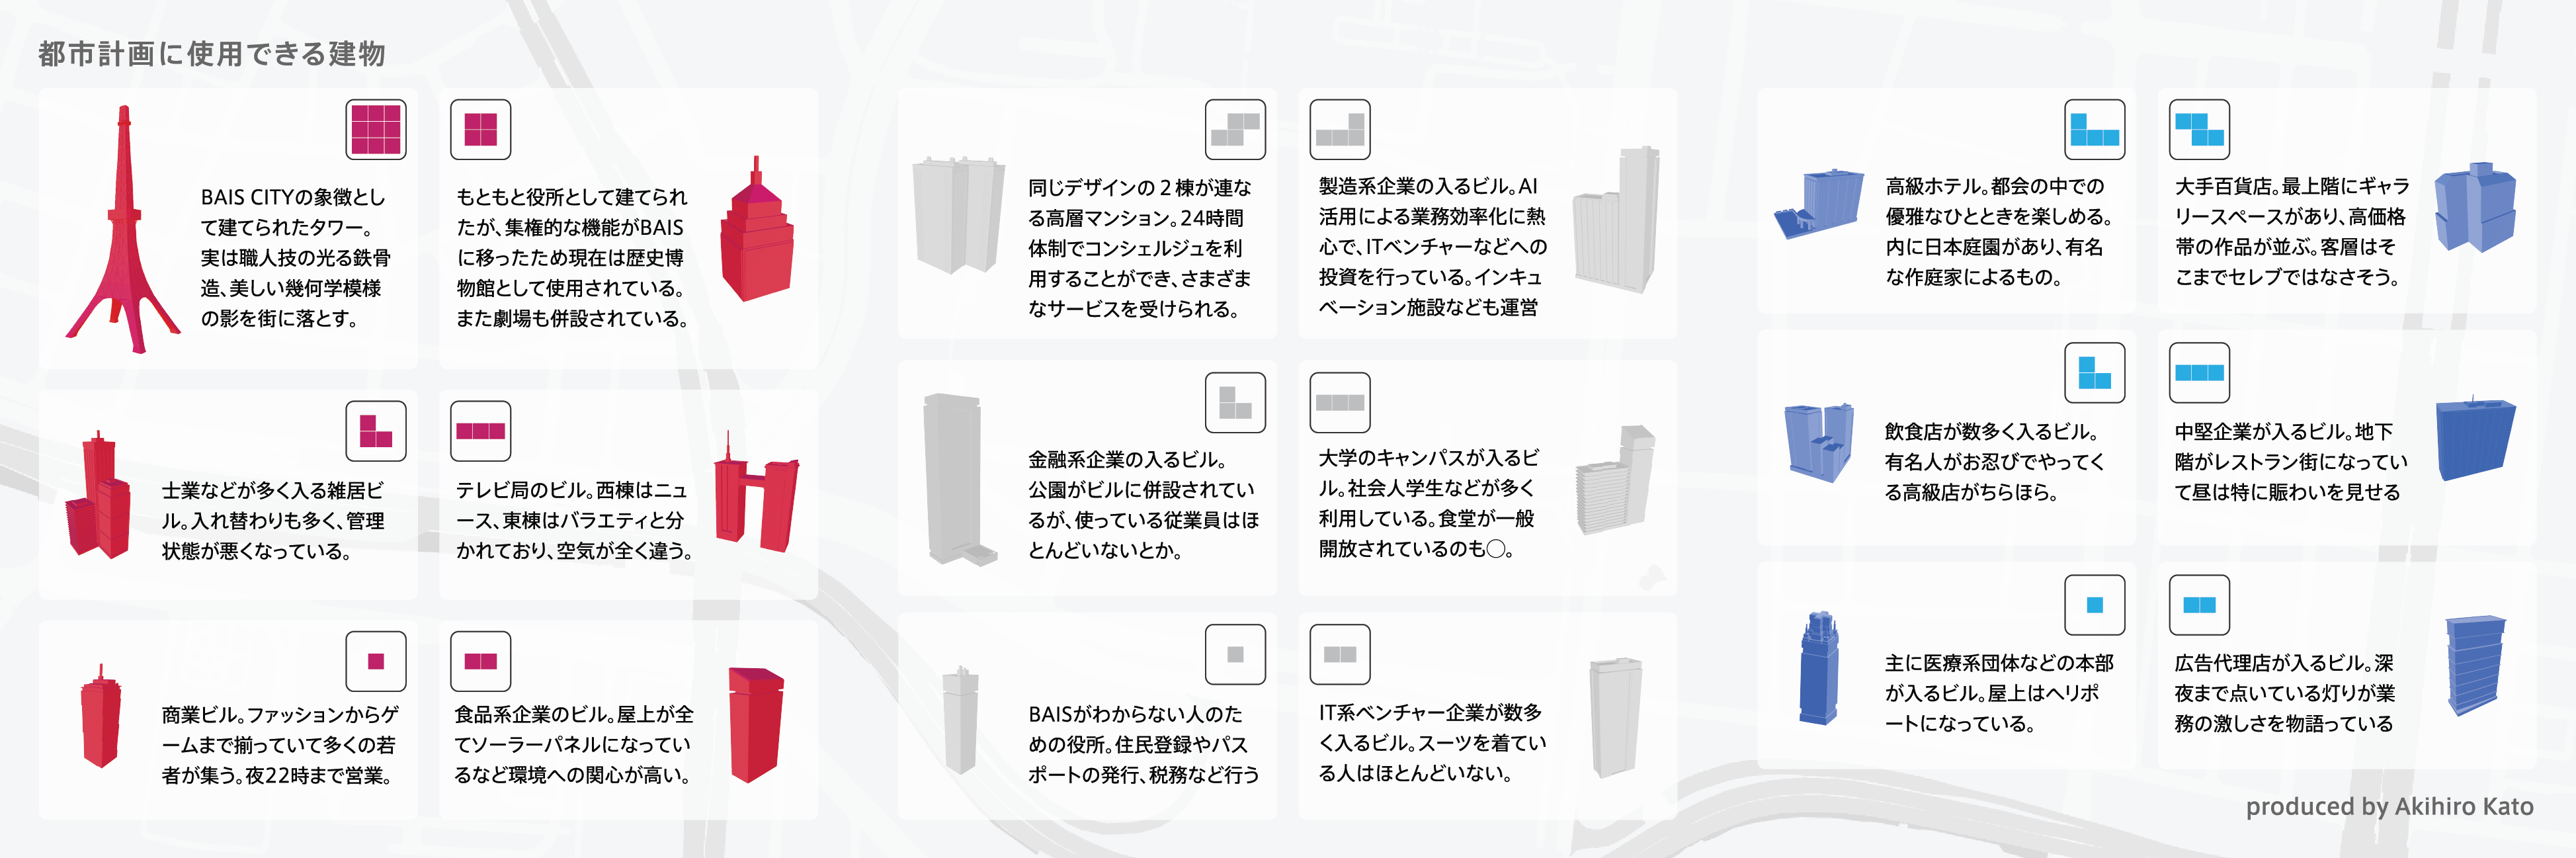 都市計画に使用できる建物
BAIS CITYの象徴とし
て建てられたタワー。
実は職人技の光る鉄骨
造、美しい幾何学模様
の影を街に落とす。
もともと役所として建てられ
たが、集権的な機能がBAIS
に移ったため現在は歴史博
物館として使用されている。
また劇場も併設されている。
士業などが多く入る雑居ビ
ル。入れ替わりも多く、管理
状態が悪くなっている。
テレビ局のビル。西棟はニュ
ース、東棟はバラエティと分
かれており、空気が全く違う。
商業ビル。ファッションからゲ
ームまで揃っていて多くの若
者が集う。夜22時まで営業。
食品系企業のビル。屋上が全
てソーラーパネルになってい
るなど環境への関心が高い。
同じデザインの2棟が連な
る高層マンション。24時間
体制でコンシェルジュを利
用することができ、さまざま
なサービスを受けられる。
製造系企業の入るビル。AI
活用による業務効率化に熱
心で、ITベンチャーなどへの
投資を行っている。インキュ
ベーション施設なども運営
金融系企業の入るビル。
公園がビルに併設されてい
るが、使っている従業員はほ
とんどいないとか。
大学のキャンパスが入るビ
ル。社会人学生などが多く
利用している。食堂が一般
開放されているのも◯。
BAISがわからない人のた
めの役所。住民登録やパス
ポートの発行、税務など行う
IT系ベンチャー企業が数多
く入るビル。スーツを着てい
る人はほとんどいない。
高級ホテル。都会の中での
優雅なひとときを楽しめる。
内に日本庭園があり、有名
な作庭家によるもの。
大手百貨店。最上階にギャラ
リースペースがあり、高価格
帯の作品が並ぶ。客層はそ
こまでセレブではなさそう。
飲食店が数多く入るビル。
有名人がお忍びでやってく
る高級店がちらほら。
中堅企業が入るビル。地下
階がレストラン街になってい
て昼は特に賑わいを見せる
主に医療系団体などの本部
が入るビル。屋上はヘリポ
ートになっている。
広告代理店が入るビル。深
夜まで点いている灯りが業
務の激しさを物語っている
produced by Akihiro Kato